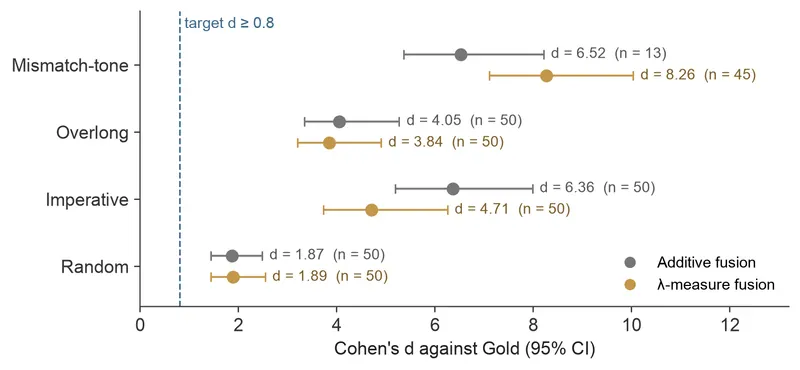 target d ≥ 0.8
Mismatch-tone
d = 6.52 (n = 13)
d = 8.26 (n = 45)
Overlong
d = 4.05 (n = 50)
d = 3.84 (n = 50)
Imperative
d = 6.36 (n = 50)
d = 4.71 (n = 50)
Random
d = 1.87 (n = 50)
d = 1.89 (n = 50)
Additive fusion
λ-measure fusion
0 2 4 6 8 10 12
Cohen's d against Gold (95% CI)